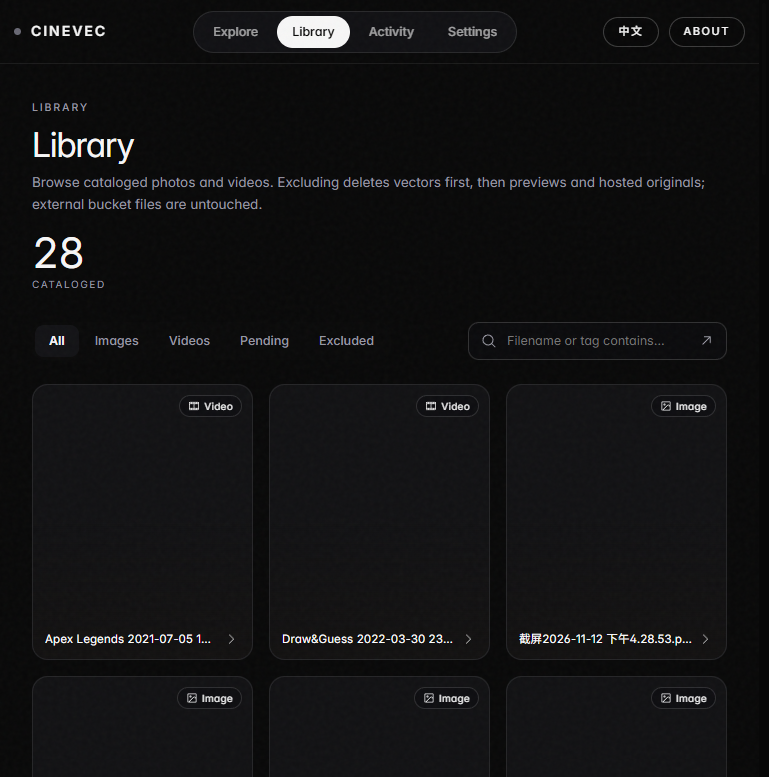 CINEVEC
Explore
Library
Activity
Settings
中文
ABOUT
LIBRARY
Library
Browse cataloged photos and videos. Excluding deletes vectors first, then previews and hosted originals;
external bucket files are untouched.
28
CATALOGED
All
Images
Videos
Pending
Excluded
Filename or tag contains...
Video
Video
Image
Apex Legends 2021-07-05 1...
Draw&Guess 2022-03-30 23...
截屏2026-11-12 下午4.28.53.p...
Image
Image
Image